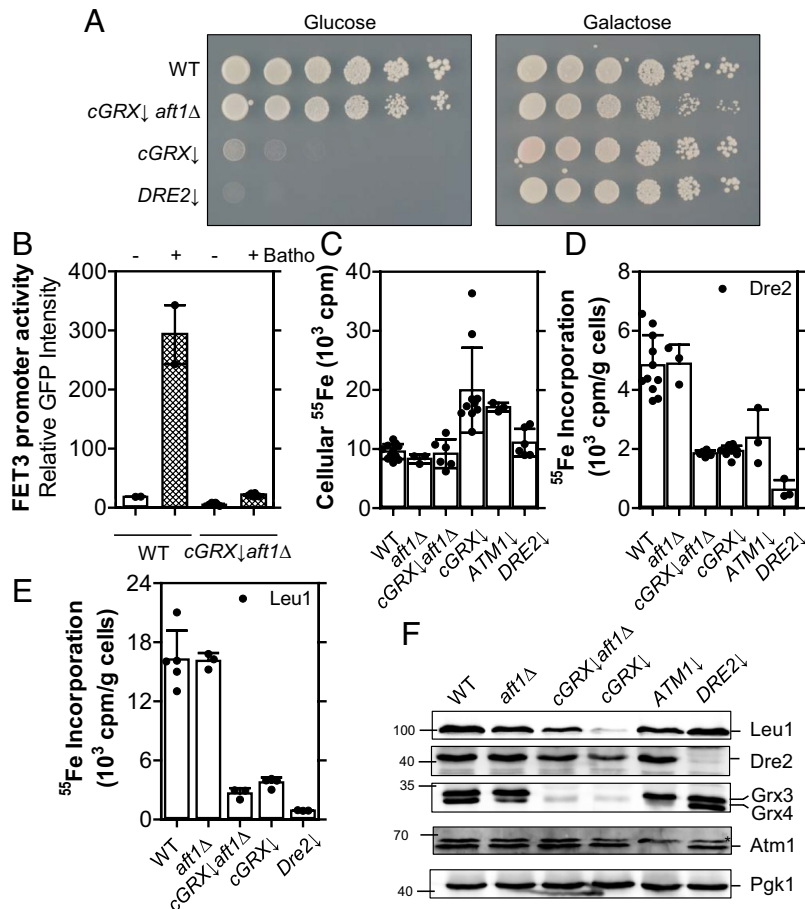 A
Glucose
Galactose
WT
cGRX↓ aft1Δ
cGRX↓
DRE2↓
B
- + - + Batho
FET3 promoter activity
Relative GFP Intensity
400
300
200
100
0
WT
cGRX↓aft1Δ
C
Cellular ⁵⁵Fe (10³ cpm)
40
30
20
10
0
WT
aft1Δ
cGRX↓aft1Δ
cGRX↓
ATM1↓
DRE2↓
D
⁵⁵Fe Incorporation
(10³ cpm/g cells)
Dre2
8
6
4
2
0
WT
aft1Δ
cGRX↓aft1Δ
cGRX↓
ATM1↓
DRE2↓
E
⁵⁵Fe Incorporation
(10³ cpm/g cells)
Leu1
24
18
12
6
0
WT
aft1Δ
cGRX↓aft1Δ
cGRX↓
Dre2↓
F
WT
aft1Δ
cGRX↓aft1Δ
cGRX↓
ATM1↓
DRE2↓
100
Leu1
40
Dre2
35
Grx3
Grx4
70
*
Atm1
40
Pgk1